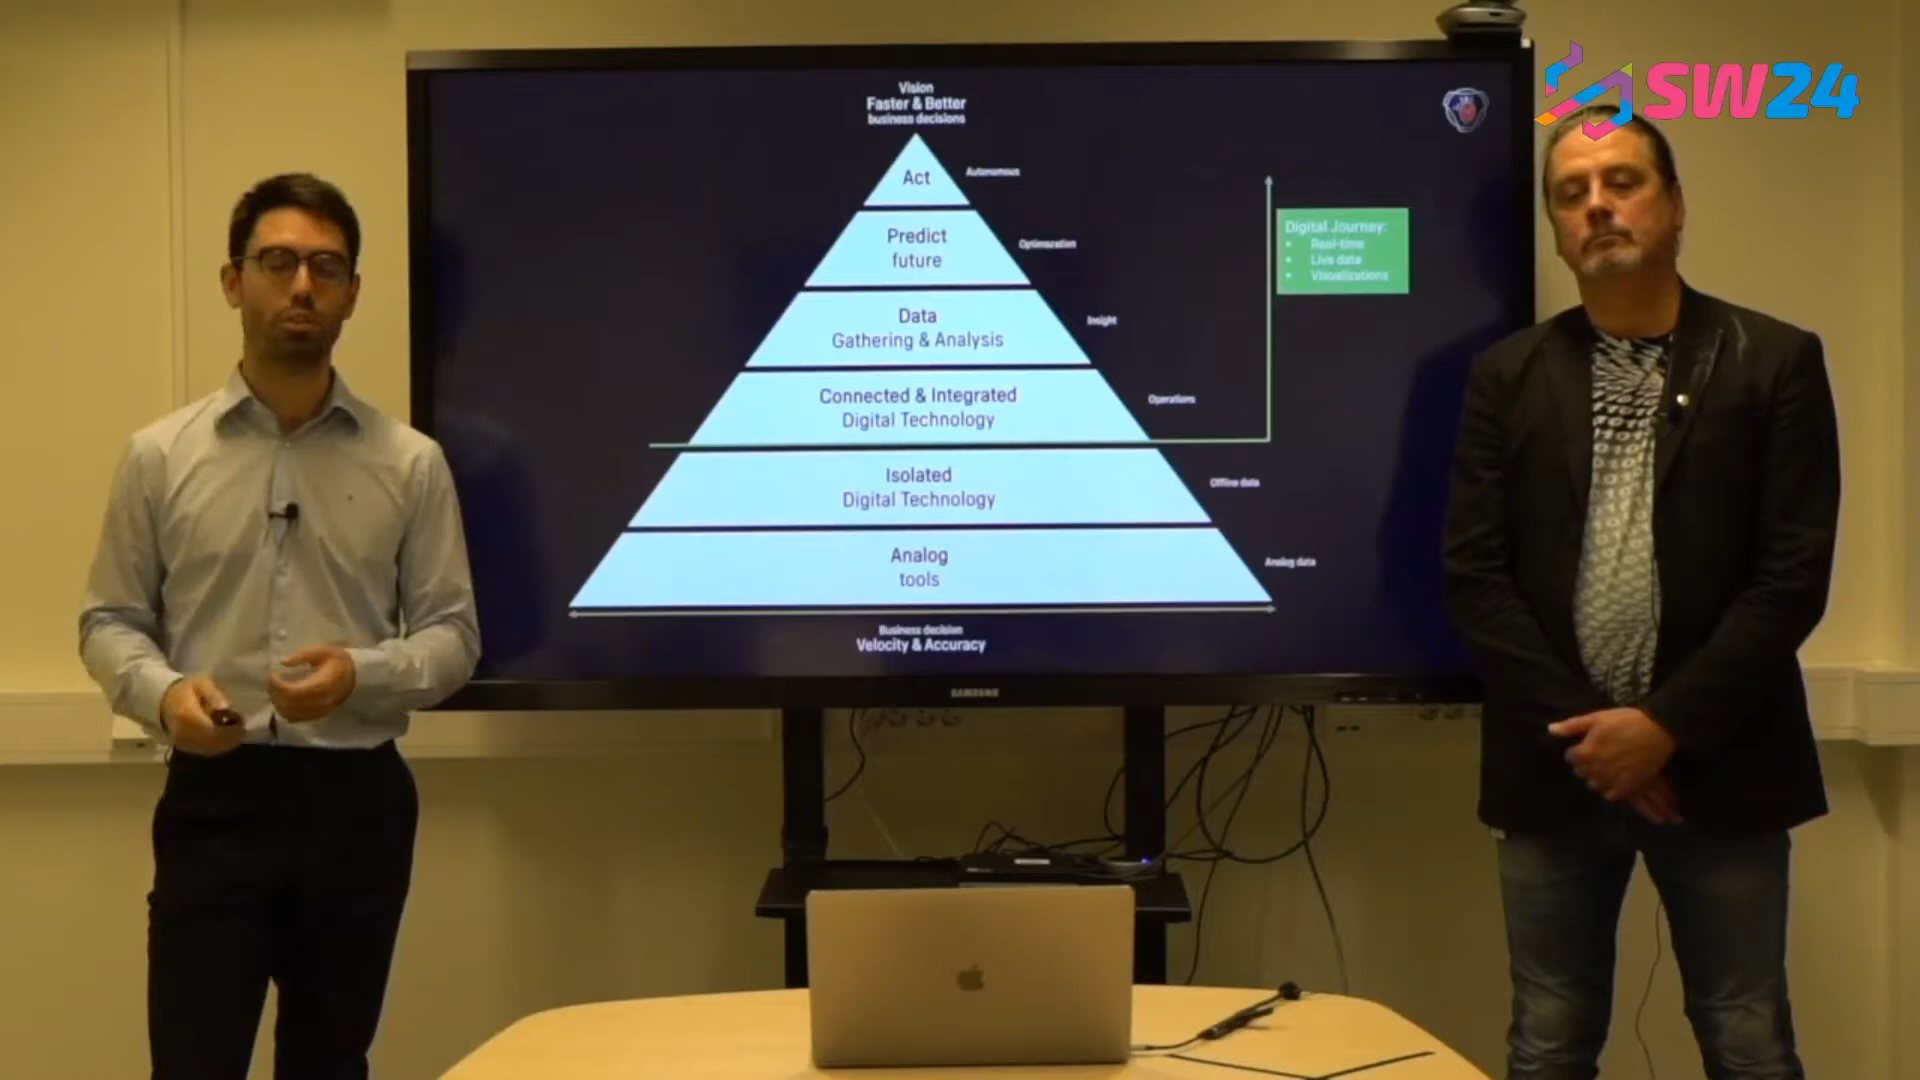 SW24
Vision
Faster & Better
business decisions
Act
Autonomous
Predict
future
Optimazation
Data
Gathering & Analysis
Insight
Connected & Integrated
Digital Technology
Operations
Isolated
Digital Technology
Offline data
Analog
tools
Analog data
Business decision
Velocity & Accuracy
Digital Journey:
• Real-time
• Live data
• Visualizations
SAMSUNG